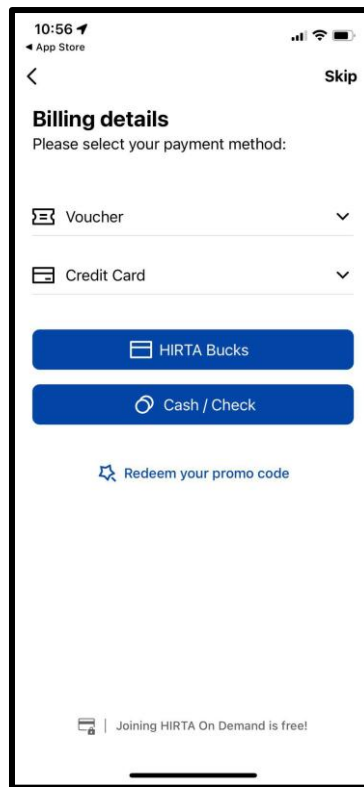 10:56
App Store
Skip
Billing details
Please select your payment method:
Voucher
Credit Card
HIRTA Bucks
Cash / Check
Redeem your promo code
Joining HIRTA On Demand is free!